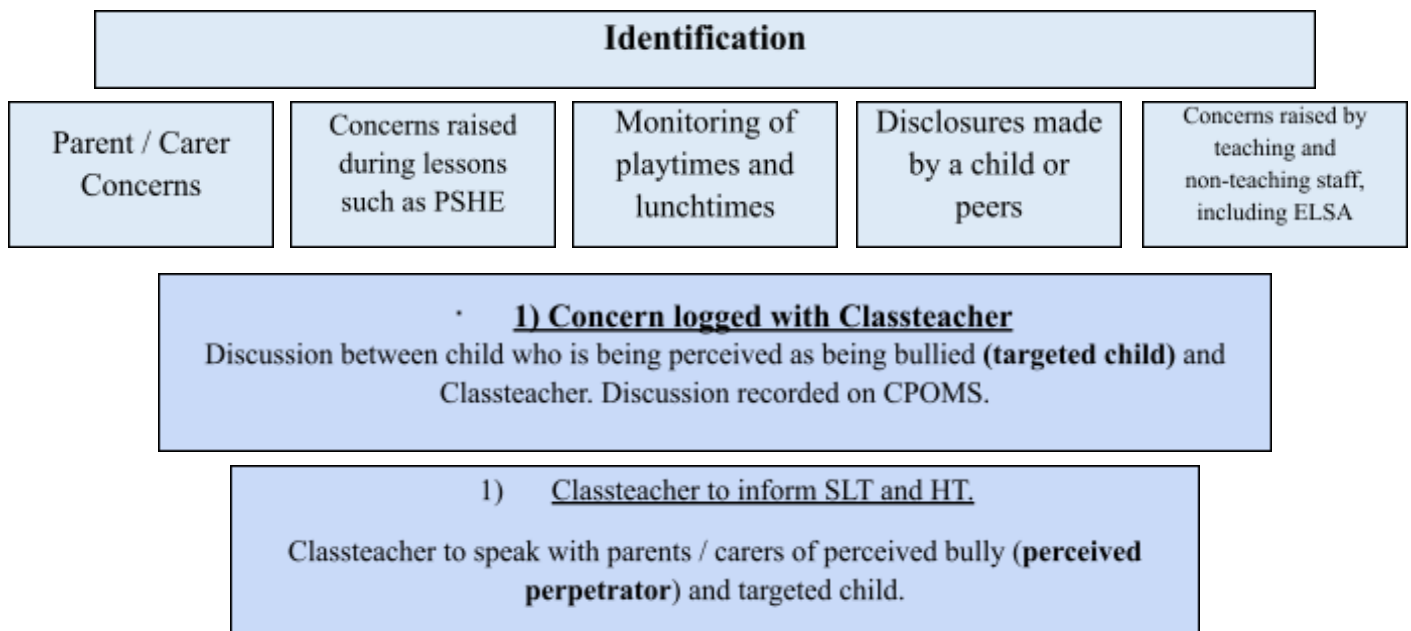 Identification
Parent / Carer
Concerns
Concerns raised
during lessons
such as PSHE
Monitoring of
playtimes and
lunchtimes
Disclosures made
by a child or
peers
Concerns raised by
teaching and
non-teaching staff,
including ELSA
· 1) Concern logged with Classteacher
Discussion between child who is being perceived as being bullied (targeted child) and
Classteacher. Discussion recorded on CPOMS.
1) Classteacher to inform SLT and HT.
Classteacher to speak with parents / carers of perceived bully (perceived
perpetrator) and targeted child.